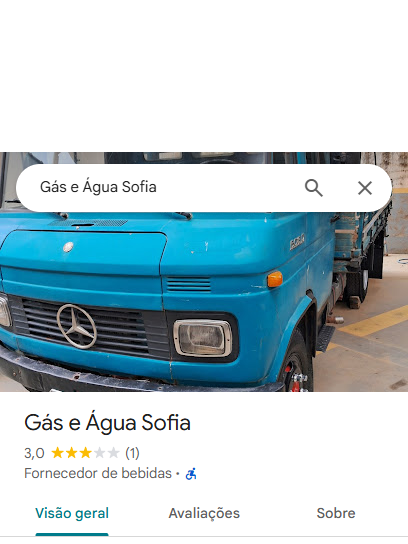 Gás e Água Sofia
Gás e Água Sofia
3,0 (1)
Fornecedor de bebidas ·
Visão geral Avaliações Sobre